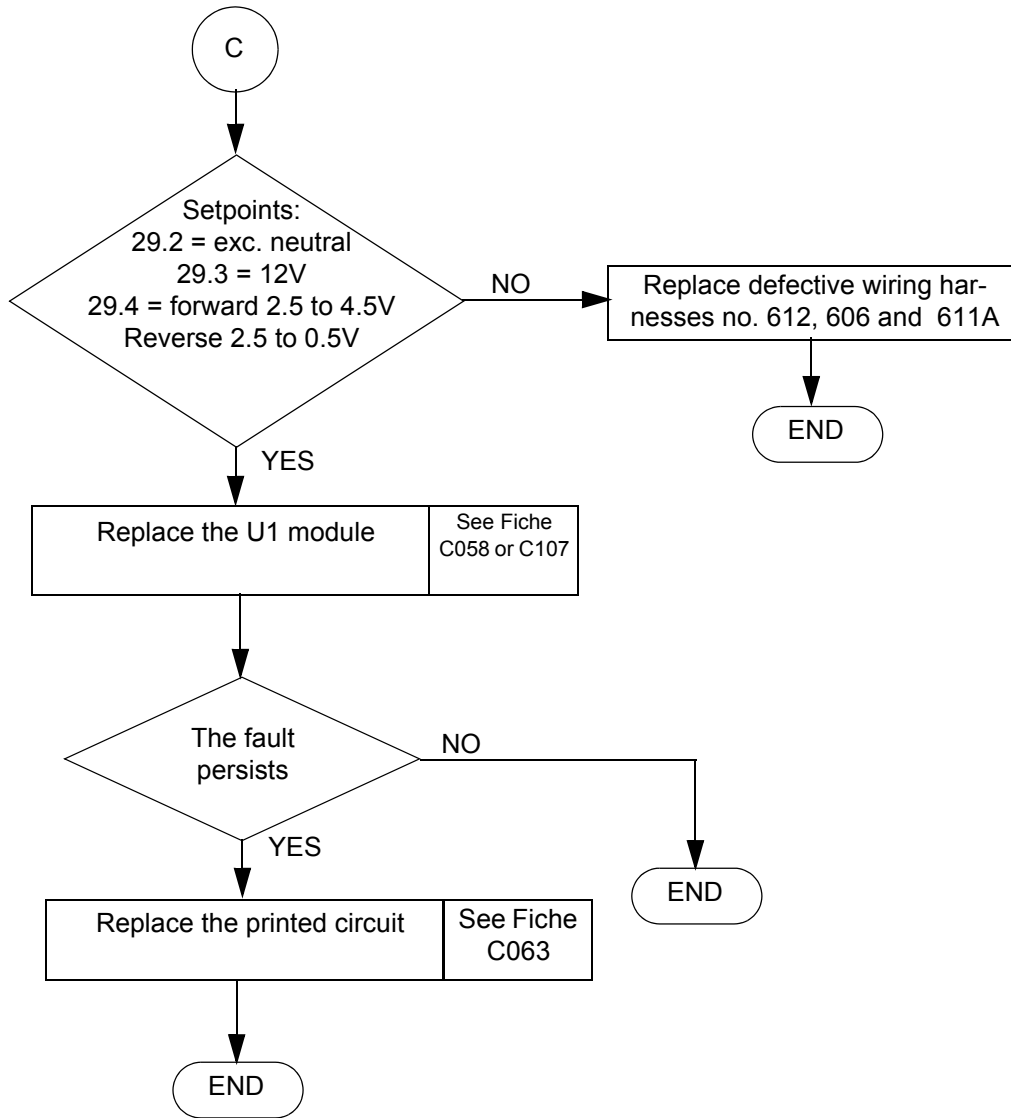 C
Setpoints:
29.2 = exc. neutral
29.3 = 12V
29.4 = forward 2.5 to 4.5V
Reverse 2.5 to 0.5V
NO
Replace defective wiring har-
nesses no. 612, 606 and 611A
END
YES
Replace the U1 module
See Fiche
C058 or C107
The fault
persists
NO
END
YES
Replace the printed circuit
See Fiche
C063
END